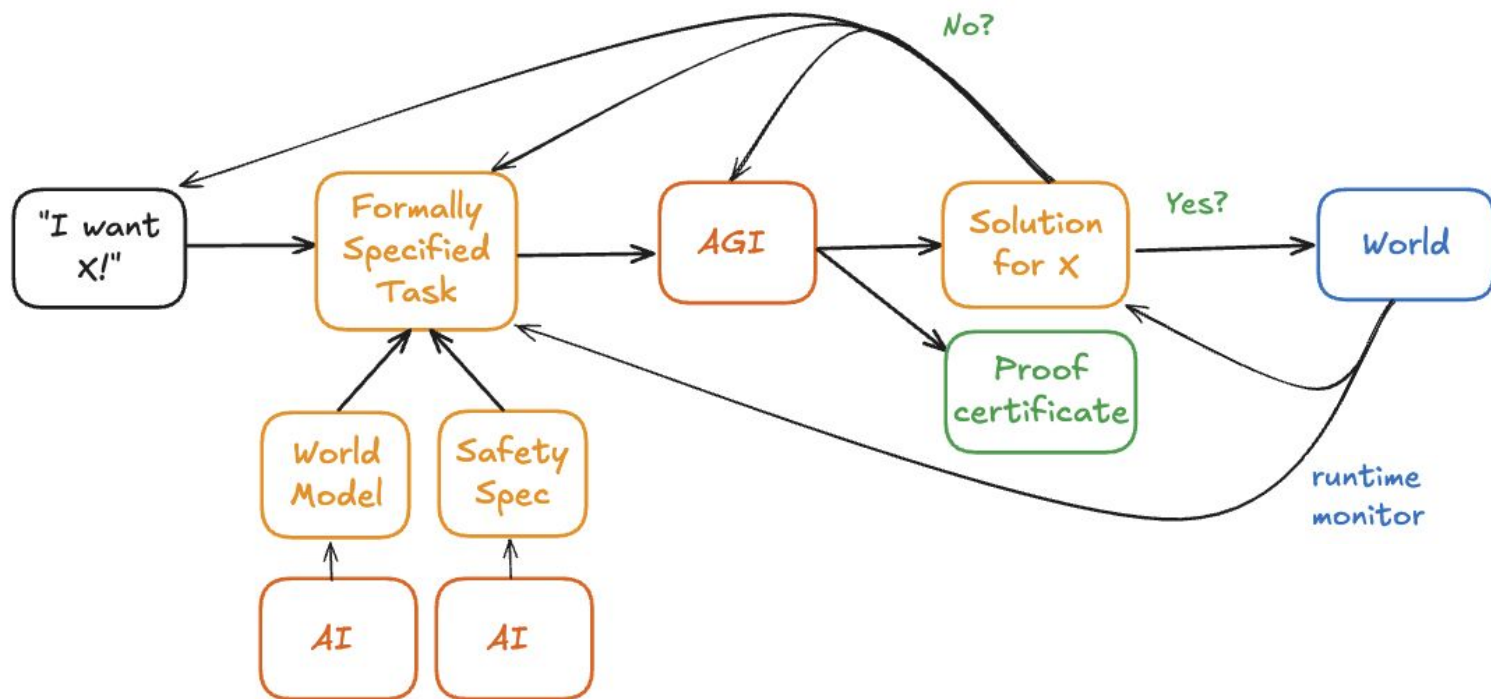 No?
"I want
X!"
Formally
Specified
Task
AGI
Solution
for X
Yes?
World
Proof
certificate
World
Model
Safety
Spec
runtime
monitor
AI
AI